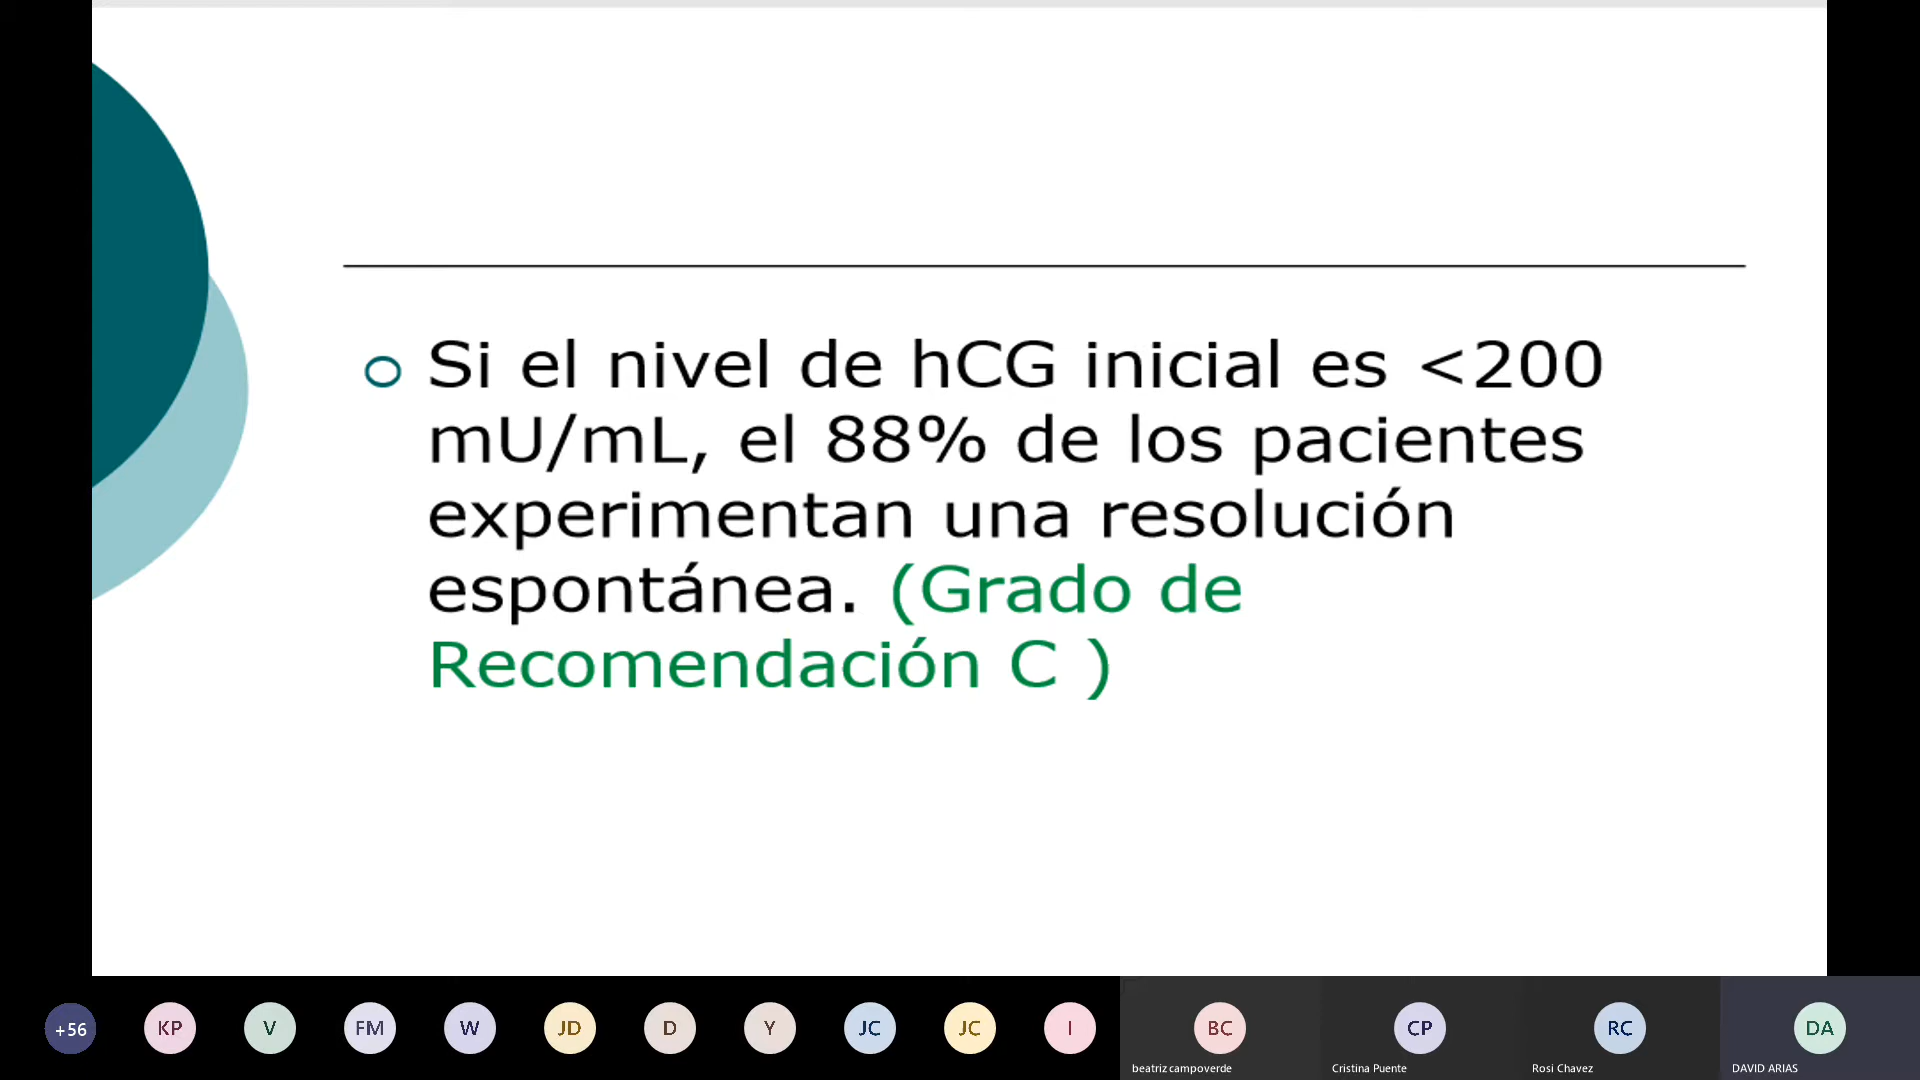 Si el nivel de hCG inicial es <200
mU/mL, el 88% de los pacientes
experimentan una resolución
espontánea. (Grado de
Recomendación C )
+56 KP V FM W JD D Y JC JC I BC CP RC DA
beatriz campoverde Cristina Puente Rosi Chavez DAVID ARIAS